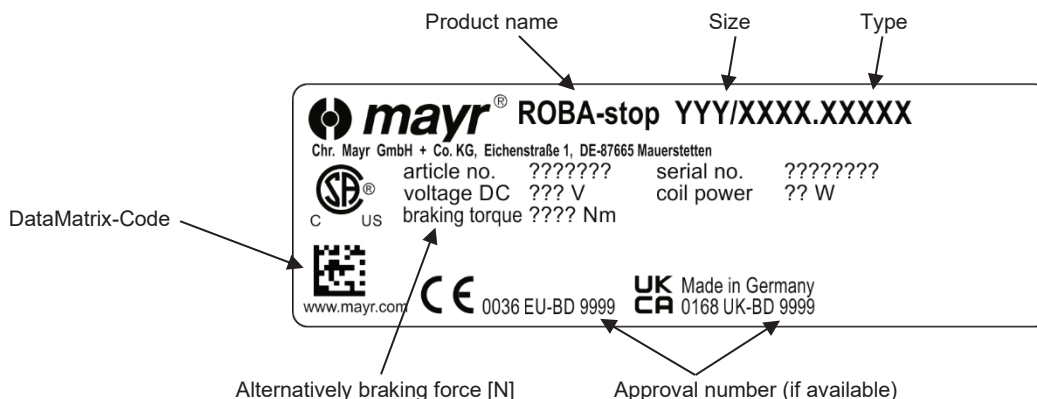 Product name Size Type
mayr® ROBA-stop YYY/XXXX.XXXXX
Chr. Mayr GmbH + Co. KG, Eichenstraße 1, DE-87665 Mauerstetten
article no. ??????? serial no. ????????
voltage DC ??? V coil power ?? W
braking torque ???? Nm
CSA®
C US
DataMatrix-Code
www.mayr.com
CE 0036 EU-BD 9999
UK Made in Germany
CA 0168 UK-BD 9999
Alternatively braking force [N] Approval number (if available)